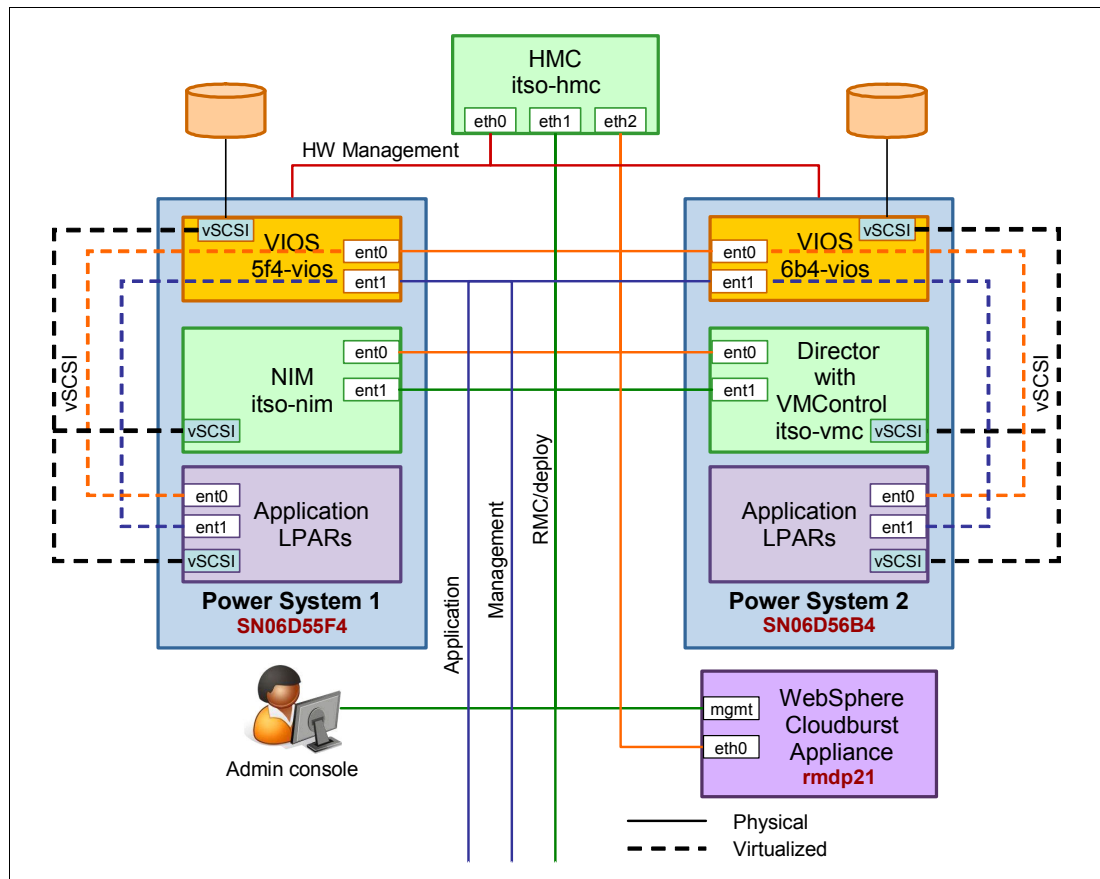 HMC
itso-hmc
eth0
eth1
eth2
HW Management
vSCSI
VIOS
5f4-vios
ent0
ent1
vSCSI
VIOS
6b4-vios
ent0
ent1
NIM
itso-nim
ent0
ent1
vSCSI
ent0
ent1
Director
with
VMControl
itso-vmc
vSCSI
vSCSI
vSCSI
ent0
ent1
vSCSI
Application
LPARs
Power System 1
SN06D55F4
Application
LPARs
ent0
ent1
vSCSI
Power System 2
SN06D56B4
Application
Management
RMC/deploy
Admin console
mgmt
eth0
WebSphere
Cloudburst
Appliance
rmdp21
Physical
Virtualized